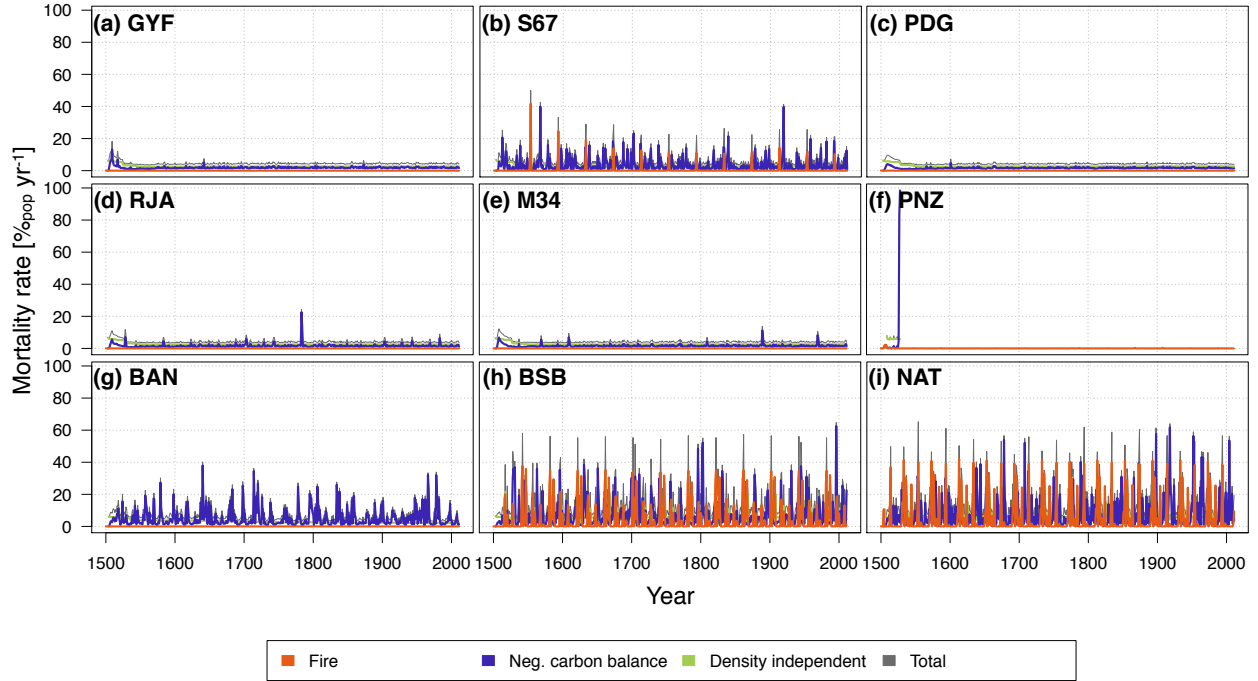 Mortality rate [%pop yr-1]
100
80
60
40
20
0
(a) GYF
(b) S67
(c) PDG
100
80
60
40
20
0
(d) RJA
(e) M34
(f) PNZ
100
80
60
40
20
0
(g) BAN
(h) BSB
(i) NAT
1500 1600 1700 1800 1900 2000
1500 1600 1700 1800 1900 2000
1500 1600 1700 1800 1900 2000
Year
Fire Neg. carbon balance Density independent Total